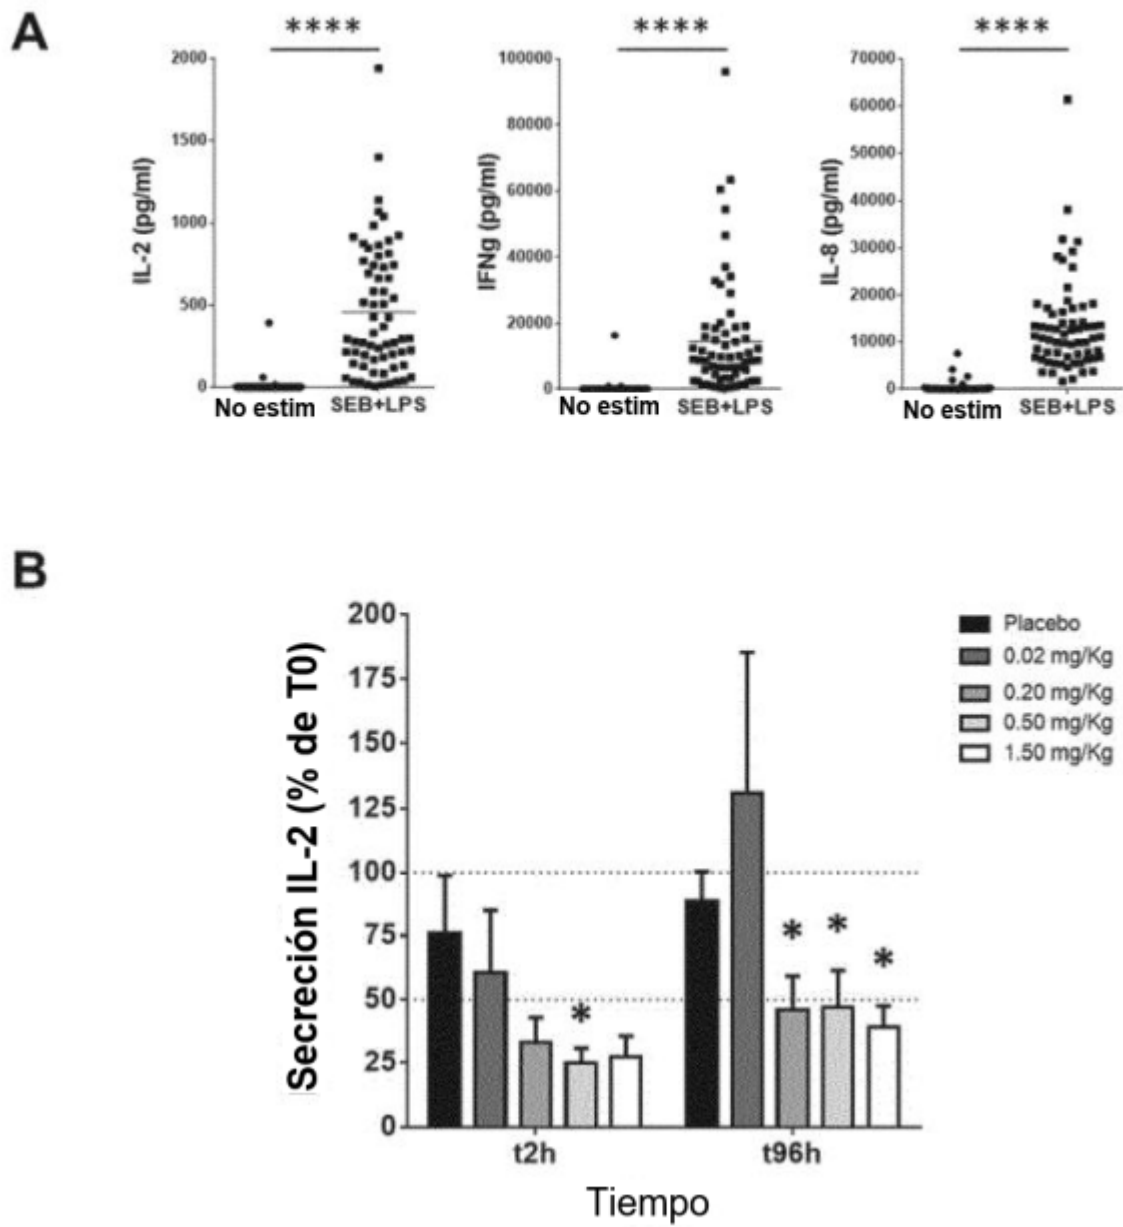 A
****
2000
1500
1000
500
0
IL-2 (pg/ml)
No estim
SEB+LPS
****
100000
80000
60000
40000
20000
0
IFNg (pg/ml)
No estim
SEB+LPS
****
70000
60000
50000
40000
30000
20000
10000
0
IL-8 (pg/ml)
No estim
SEB+LPS
B
200
175
150
125
100
75
50
25
0
Secreción IL-2 (% de T0)
*
*
*
*
t2h
t96h
Tiempo
Placebo
0.02 mg/Kg
0.20 mg/Kg
0.50 mg/Kg
1.50 mg/Kg